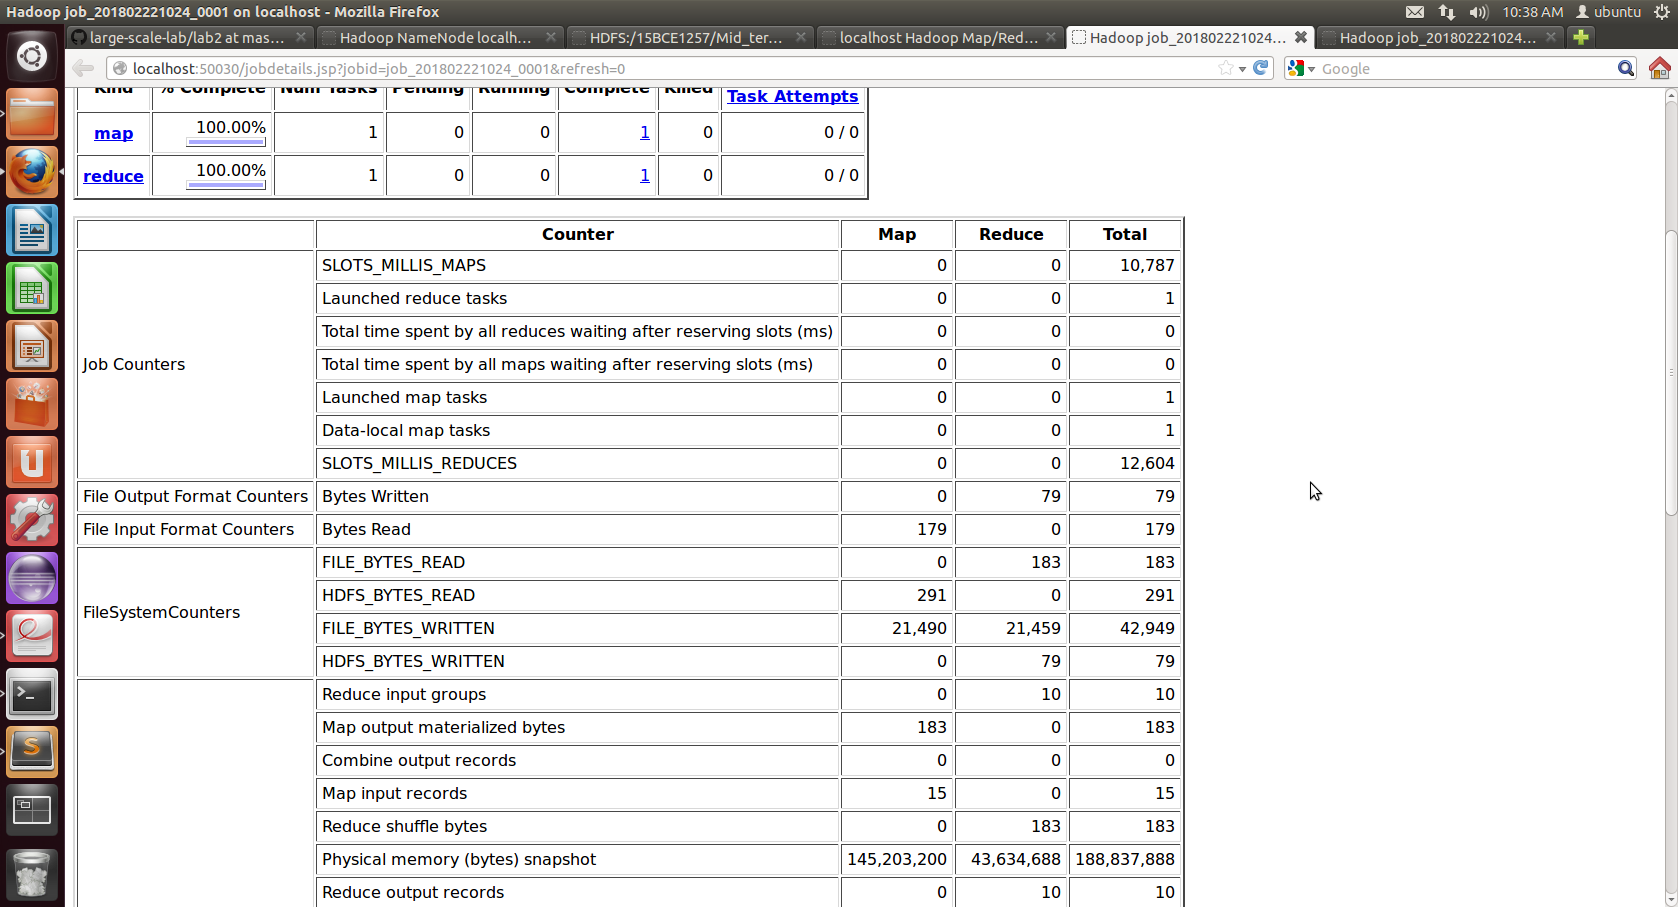 Hadoop job_201802221024_0001 on localhost - Mozilla Firefox 10:38 AM ubuntu
large-scale-lab/lab2 at mas... Hadoop NameNode localh... HDFS:/15BCE1257/Mid_ter... localhost Hadoop Map/Red... Hadoop job_201802221024... Hadoop job_201802221024...
localhost:50030/jobdetails.jsp?jobid=job_201802221024_0001&refresh=0 Google
Kind % Complete Num Tasks Pending Running Complete Killed Task Attempts
map 100.00% 1 0 0 1 0 0 / 0
reduce 100.00% 1 0 0 1 0 0 / 0
Counter Map Reduce Total
Job Counters
SLOTS_MILLIS_MAPS 0 0 10,787
Launched reduce tasks 0 0 1
Total time spent by all reduces waiting after reserving slots (ms) 0 0 0
Total time spent by all maps waiting after reserving slots (ms) 0 0 0
Launched map tasks 0 0 1
Data-local map tasks 0 0 1
SLOTS_MILLIS_REDUCES 0 0 12,604
File Output Format Counters Bytes Written 0 79 79
File Input Format Counters Bytes Read 179 0 179
FileSystemCounters
FILE_BYTES_READ 0 183 183
HDFS_BYTES_READ 291 0 291
FILE_BYTES_WRITTEN 21,490 21,459 42,949
HDFS_BYTES_WRITTEN 0 79 79
Reduce input groups 0 10 10
Map output materialized bytes 183 0 183
Combine output records 0 0 0
Map input records 15 0 15
Reduce shuffle bytes 0 183 183
Physical memory (bytes) snapshot 145,203,200 43,634,688 188,837,888
Reduce output records 0 10 10